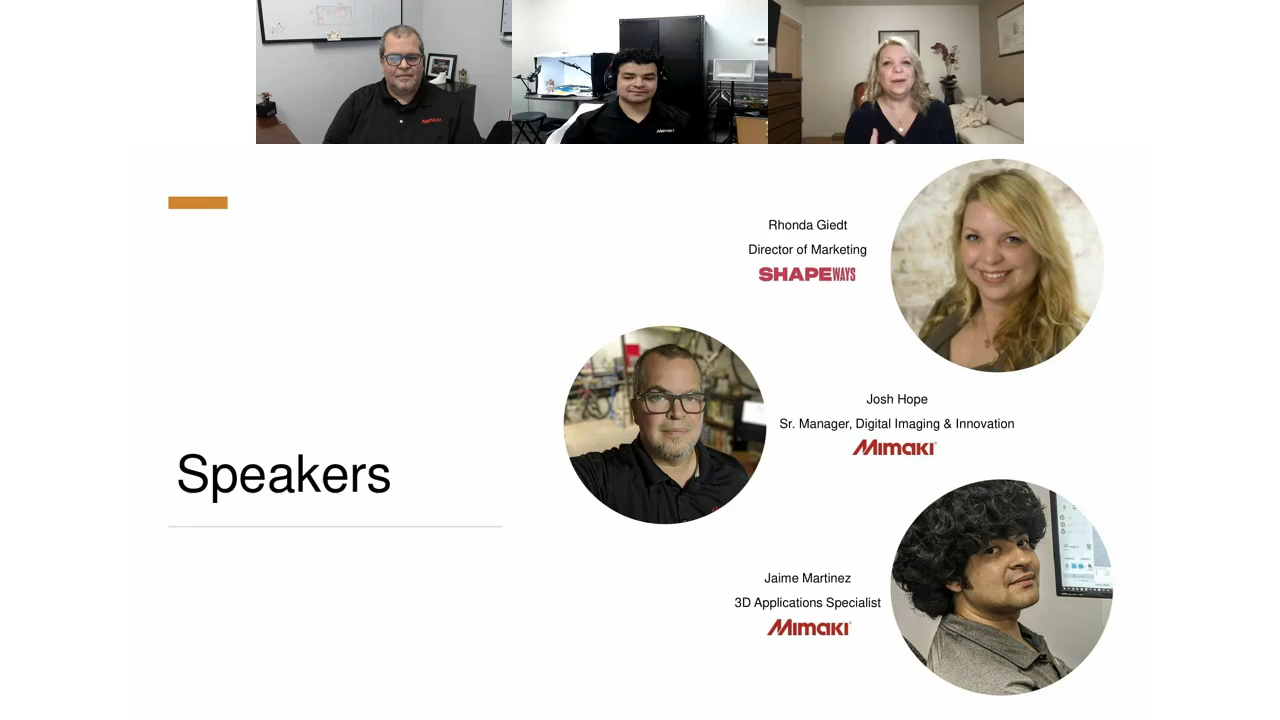 Mimaki
Rhonda Giedt
Director of Marketing
SHAPEWAYS
Josh Hope
Sr. Manager, Digital Imaging & Innovation
Mimaki
Speakers
Jaime Martinez
3D Applications Specialist
Mimaki